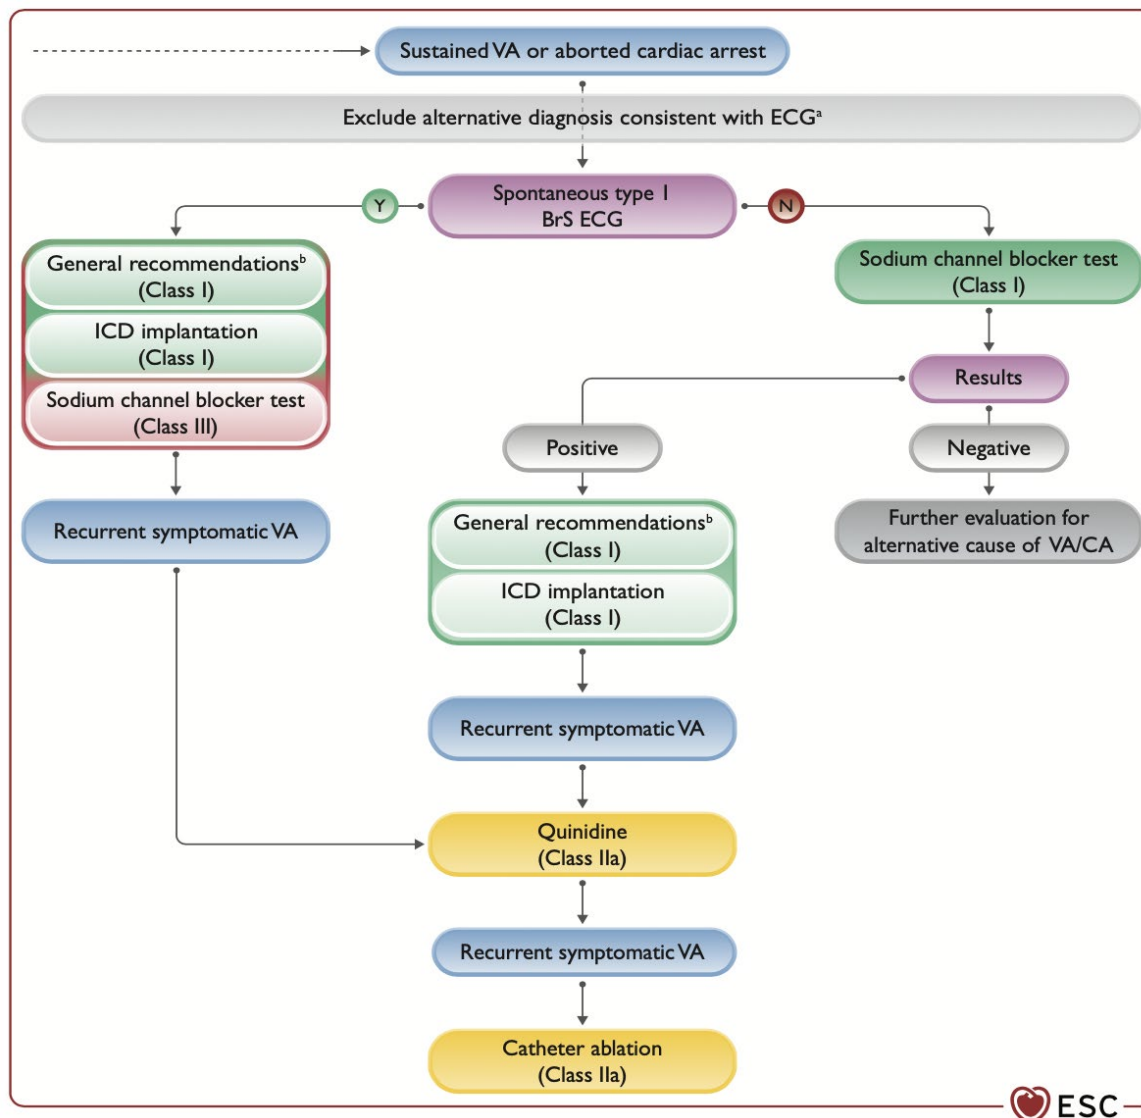 Sustained VA or aborted cardiac arrest
Exclude alternative diagnosis consistent with ECGᵃ
Spontaneous type 1
BrS ECG
Y
N
General recommendationsᵇ
(Class I)
ICD implantation
(Class I)
Sodium channel blocker test
(Class III)
Sodium channel blocker test
(Class I)
Results
Positive
Negative
Recurrent symptomatic VA
General recommendationsᵇ
(Class I)
ICD implantation
(Class I)
Further evaluation for
alternative cause of VA/CA
Recurrent symptomatic VA
Quinidine
(Class IIa)
Recurrent symptomatic VA
Catheter ablation
(Class IIa)
ESC